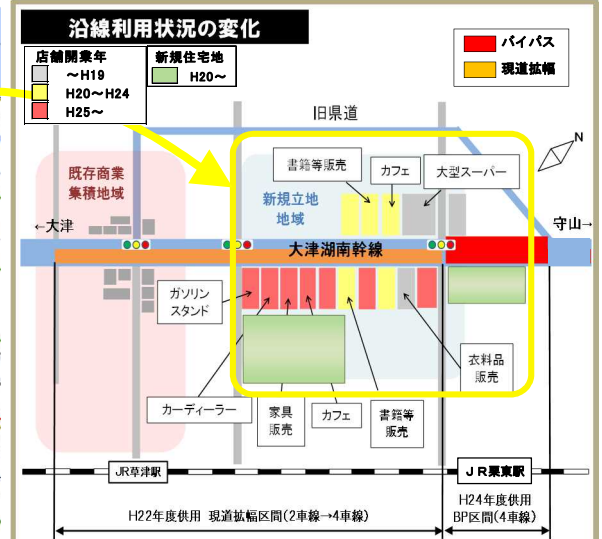 沿線利用状況の変化
店舗開業年
～H19
H20～H24
H25～
新規住宅地
H20～
バイパス
現道拡幅
旧県道
N
書籍等販売
カフェ
大型スーパー
既存商業
集積地域
新規立地
地域
←大津
守山→
大津湖南幹線
ガソリン
スタンド
衣料品
販売
カーディーラー
家具
販売
カフェ
書籍等
販売
JR草津駅
JR栗東駅
H22年度供用 現道拡幅区間(2車線→4車線)
H24年度供用
BP区間(4車線)